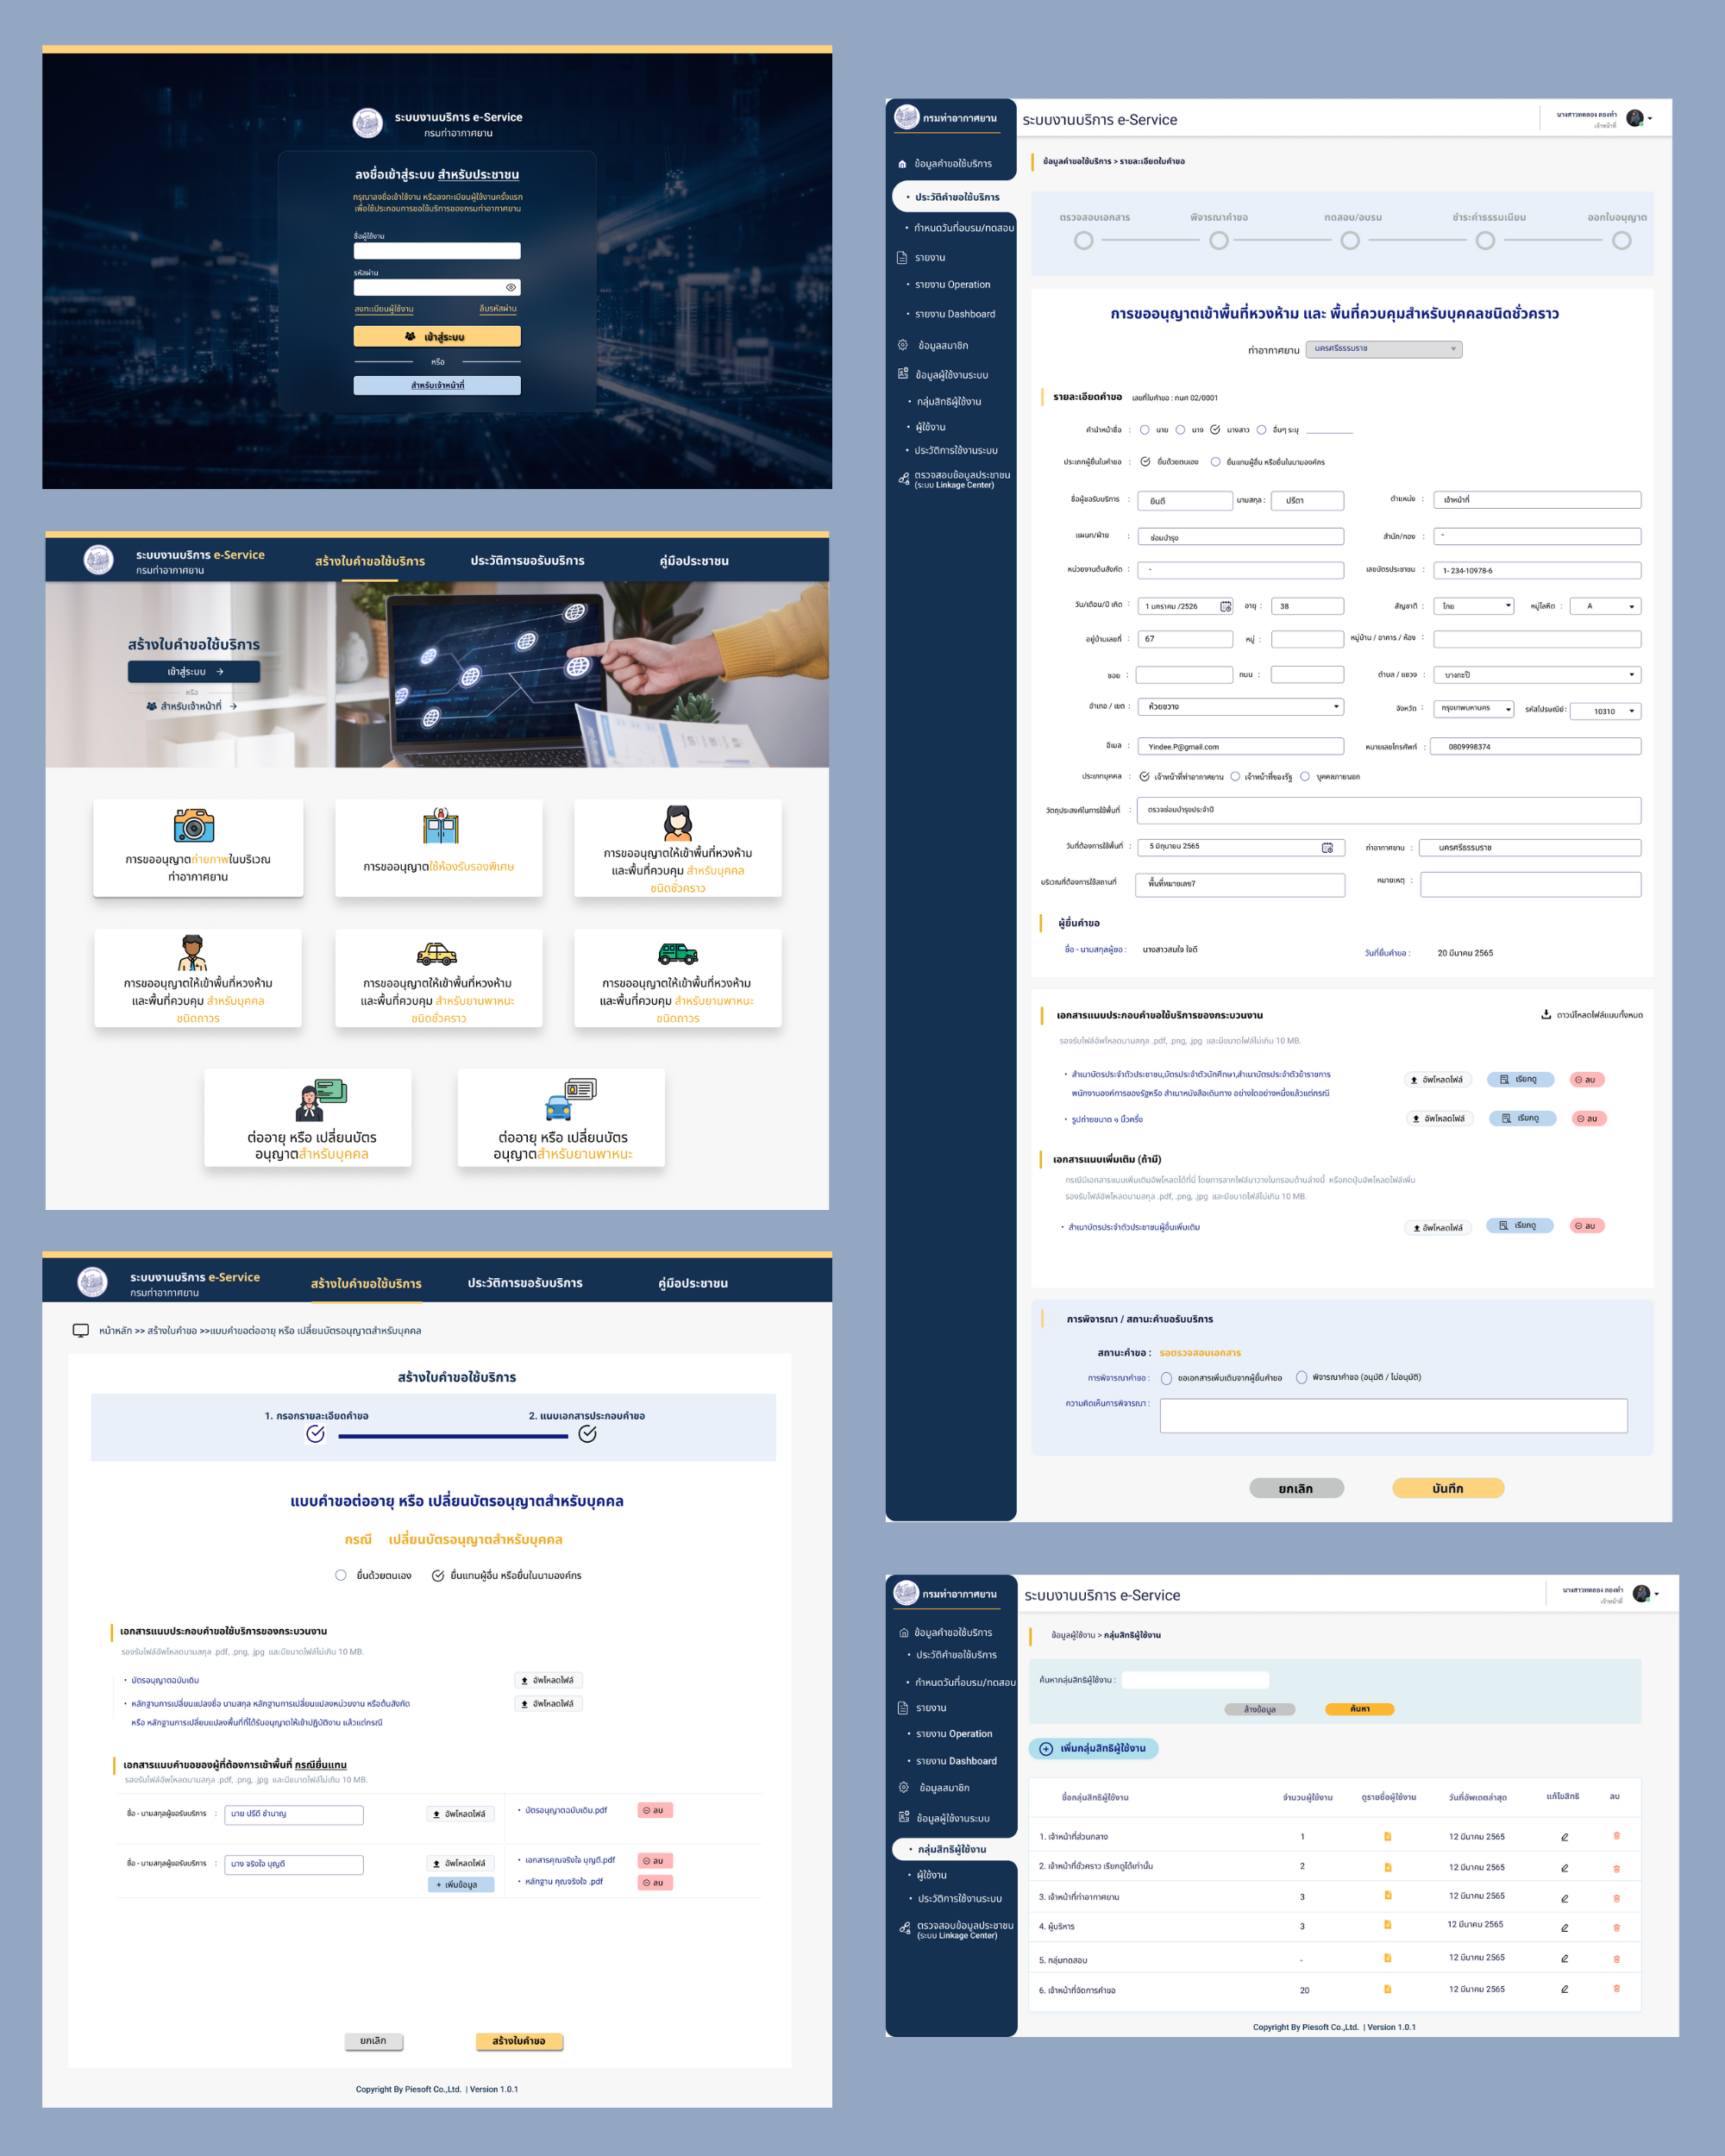 ระบบงานบริการ e-Service
กรมท่าอากาศยาน
ลงชื่อเข้าสู่ระบบ สำหรับประชาชน
กรุณาลงชื่อเข้าใช้งาน หรือลงทะเบียนผู้ใช้งานครั้งแรก
เพื่อใช้ประกอบการขอใช้บริการของกรมท่าอากาศยาน
ชื่อผู้ใช้งาน
รหัสผ่าน
ลงทะเบียนผู้ใช้งาน ลืมรหัสผ่าน
เข้าสู่ระบบ
หรือ
สำหรับเจ้าหน้าที่
ระบบงานบริการ e-Service
กรมท่าอากาศยาน
สร้างใบคำขอใช้บริการ ประวัติการขอรับบริการ คู่มือประชาชน
สร้างใบคำขอใช้บริการ
เข้าสู่ระบบ →
หรือ
สำหรับเจ้าหน้าที่ →
การขออนุญาตถ่ายภาพในบริเวณ
ท่าอากาศยาน
การขออนุญาตใช้ห้องรับรองพิเศษ
การขออนุญาตให้เข้าพื้นที่หวงห้าม
และพื้นที่ควบคุม สำหรับบุคคล
ชนิดชั่วคราว
การขออนุญาตให้เข้าพื้นที่หวงห้าม
และพื้นที่ควบคุม สำหรับบุคคล
ชนิดถาวร
การขออนุญาตให้เข้าพื้นที่หวงห้าม
และพื้นที่ควบคุม สำหรับยานพาหนะ
ชนิดชั่วคราว
การขออนุญาตให้เข้าพื้นที่หวงห้าม
และพื้นที่ควบคุม สำหรับยานพาหนะ
ชนิดถาวร
ต่ออายุ หรือ เปลี่ยนบัตร
อนุญาตสำหรับบุคคล
ต่ออายุ หรือ เปลี่ยนบัตร
อนุญาตสำหรับยานพาหนะ
ระบบงานบริการ e-Service
กรมท่าอากาศยาน
สร้างใบคำขอใช้บริการ ประวัติการขอรับบริการ คู่มือประชาชน
หน้าหลัก >> สร้างใบคำขอ >>แบบคำขอต่ออายุ หรือ เปลี่ยนบัตรอนุญาตสำหรับบุคคล
สร้างใบคำขอใช้บริการ
1. กรอกรายละเอียดคำขอ 2. แนบเอกสารประกอบคำขอ
แบบคำขอต่ออายุ หรือ เปลี่ยนบัตรอนุญาตสำหรับบุคคล
กรณี เปลี่ยนบัตรอนุญาตสำหรับบุคคล
ยื่นด้วยตนเอง ยื่นแทนผู้อื่น หรือยื่นในนามองค์กร
เอกสารแนบประกอบคำขอใช้บริการของกระบวนงาน
รองรับไฟล์อัพโหลดนามสกุล .pdf, .png, .jpg และมีขนาดไฟล์ไม่เกิน 10 MB.
• บัตรอนุญาตฉบับเดิม อัพโหลดไฟล์
• หลักฐานการเปลี่ยนแปลงชื่อ นามสกุล หลักฐานการเปลี่ยนแปลงหน่วยงาน หรือต้นสังกัด อัพโหลดไฟล์
หรือ หลักฐานการเปลี่ยนแปลงพื้นที่ที่ได้รับอนุญาตให้เข้าปฏิบัติงาน แล้วแต่กรณี
เอกสารแนบคำขอของผู้ที่ต้องการเข้าพื้นที่ กรณียื่นแทน
รองรับไฟล์อัพโหลดนามสกุล .pdf, .png, .jpg และมีขนาดไฟล์ไม่เกิน 10 MB.
ชื่อ - นามสกุลผู้ขอรับบริการ : นาย ปรีดี ชำนาญ อัพโหลดไฟล์ • บัตรอนุญาตฉบับเดิม.pdf ลบ
ชื่อ - นามสกุลผู้ขอรับบริการ : นาง จริงใจ บุญดี อัพโหลดไฟล์ • เอกสารคุณจริงใจ บุญดี.pdf ลบ
+ เพิ่มข้อมูล • หลักฐาน คุณจริงใจ .pdf ลบ
ยกเลิก สร้างใบคำขอ
Copyright By Piesoft Co.,Ltd. | Version 1.0.1
กรมท่าอากาศยาน
ระบบงานบริการ e-Service
นางสาวทดลอง ตองทำ
เจ้าหน้าที่
ข้อมูลคำขอใช้บริการ
• ประวัติคำขอใช้บริการ
• กำหนดวันที่อบรม/ทดสอบ
รายงาน
• รายงาน Operation
• รายงาน Dashboard
ข้อมูลสมาชิก
ข้อมูลผู้ใช้งานระบบ
• กลุ่มสิทธิผู้ใช้งาน
• ผู้ใช้งาน
• ประวัติการใช้งานระบบ
ตรวจสอบข้อมูลประชาชน
(ระบบ Linkage Center)
ข้อมูลคำขอใช้บริการ > รายละเอียดใบคำขอ
ตรวจสอบเอกสาร พิจารณาคำขอ ทดสอบ/อบรม ชำระค่าธรรมเนียม ออกใบอนุญาต
การขออนุญาตเข้าพื้นที่หวงห้าม และ พื้นที่ควบคุมสำหรับบุคคลชนิดชั่วคราว
ท่าอากาศยาน นครศรีธรรมราช
รายละเอียดคำขอ เลขที่ใบคำขอ : ทนศ 02/0001
คำนำหน้าชื่อ : นาย นาง นางสาว อื่นๆ ระบุ
ประเภทผู้ยื่นใบคำขอ : ยื่นด้วยตนเอง ยื่นแทนผู้อื่น หรือยื่นในนามองค์กร
ชื่อผู้ขอรับบริการ : ยินดี นามสกุล : ปรีดา ตำแหน่ง : เจ้าหน้าที่
แผนก/ฝ่าย : ซ่อมบำรุง สำนัก/กอง : -
หน่วยงานต้นสังกัด : - เลขบัตรประชาชน : 1- 234-10978-6
วัน/เดือน/ปี เกิด : 1 มกราคม /2526 อายุ : 38 สัญชาติ : ไทย หมู่โลหิต : A
อยู่บ้านเลขที่ : 67 หมู่ : หมู่บ้าน / อาคาร / ห้อง :
ซอย : ถนน : ตำบล / แขวง : บางกะปิ
อำเภอ / เขต : ห้วยขวาง จังหวัด : กรุงเทพมหานคร รหัสไปรษณีย์ : 10310
อีเมล : Yindee.P@gmail.com หมายเลขโทรศัพท์ : 0809998374
ประเภทบุคคล : เจ้าหน้าที่ท่าอากาศยาน เจ้าหน้าที่ของรัฐ บุคคลภายนอก
วัตถุประสงค์ในการใช้พื้นที่ : ตรวจซ่อมบำรุงประจำปี
วันที่ต้องการใช้พื้นที่ : 5 มิถุนายน 2565 ท่าอากาศยาน : นครศรีธรรมราช
บริเวณที่ต้องการใช้สถานที่ พื้นที่หมายเลข7 หมายเหตุ :
ผู้ยื่นคำขอ
ชื่อ - นามสกุลผู้ขอ : นางสาวสมใจ ใจดี วันที่ยื่นคำขอ : 20 มีนาคม 2565
เอกสารแนบประกอบคำขอใช้บริการของกระบวนงาน ดาวน์โหลดไฟล์แนบทั้งหมด
รองรับไฟล์อัพโหลดนามสกุล .pdf, .png, .jpg และมีขนาดไฟล์ไม่เกิน 10 MB.
• สำเนาบัตรประจำตัวประชาชน,บัตรประจำตัวนักศึกษา,สำเนาบัตรประจำตัวข้าราชการ อัพโหลดไฟล์ เรียกดู ลบ
พนักงานองค์การของรัฐหรือ สำเนาหนังสือเดินทาง อย่างใดอย่างหนึ่งแล้วแต่กรณี
• รูปถ่ายขนาด ๑ นิ้วครึ่ง อัพโหลดไฟล์ เรียกดู ลบ
เอกสารแนบเพิ่มเติม (ถ้ามี)
กรณีมีเอกสารแนบเพิ่มเติมอัพโหลดได้ที่นี่ โดยการลากไฟล์มาวางในกรอบด้านล่างนี้ หรือกดปุ่มอัพโหลดไฟล์เพิ่ม
รองรับไฟล์อัพโหลดนามสกุล .pdf, .png, .jpg และมีขนาดไฟล์ไม่เกิน 10 MB.
• สำเนาบัตรประจำตัวประชาชนผู้อื่นเพิ่มเติม อัพโหลดไฟล์ เรียกดู ลบ
การพิจารณา / สถานะคำขอรับบริการ
สถานะคำขอ : รอตรวจสอบเอกสาร
การพิจารณาคำขอ : ขอเอกสารเพิ่มเติมจากผู้ยื่นคำขอ พิจารณาคำขอ (อนุมัติ / ไม่อนุมัติ)
ความคิดเห็นการพิจารณา :
ยกเลิก บันทึก
กรมท่าอากาศยาน
ระบบงานบริการ e-Service
นางสาวทดลอง ตองทำ
เจ้าหน้าที่
ข้อมูลคำขอใช้บริการ
• ประวัติคำขอใช้บริการ
• กำหนดวันที่อบรม/ทดสอบ
รายงาน
• รายงาน Operation
• รายงาน Dashboard
ข้อมูลสมาชิก
ข้อมูลผู้ใช้งานระบบ
• กลุ่มสิทธิผู้ใช้งาน
• ผู้ใช้งาน
• ประวัติการใช้งานระบบ
ตรวจสอบข้อมูลประชาชน
(ระบบ Linkage Center)
ข้อมูลผู้ใช้งาน > กลุ่มสิทธิผู้ใช้งาน
ค้นหากลุ่มสิทธิผู้ใช้งาน :
ล้างข้อมูล ค้นหา
เพิ่มกลุ่มสิทธิผู้ใช้งาน
ชื่อกลุ่มสิทธิผู้ใช้งาน จำนวนผู้ใช้งาน ดูรายชื่อผู้ใช้งาน วันที่อัพเดตล่าสุด แก้ไขสิทธิ ลบ
1. เจ้าหน้าที่ส่วนกลาง 1 12 มีนาคม 2565
2. เจ้าหน้าที่ชั่วคราว เรียกดูได้เท่านั้น 2 12 มีนาคม 2565
3. เจ้าหน้าที่ท่าอากาศยาน 3 12 มีนาคม 2565
4. ผู้บริหาร 3 12 มีนาคม 2565
5. กลุ่มทดสอบ - 12 มีนาคม 2565
6. เจ้าหน้าที่จัดการคำขอ 20 12 มีนาคม 2565
Copyright By Piesoft Co.,Ltd. | Version 1.0.1